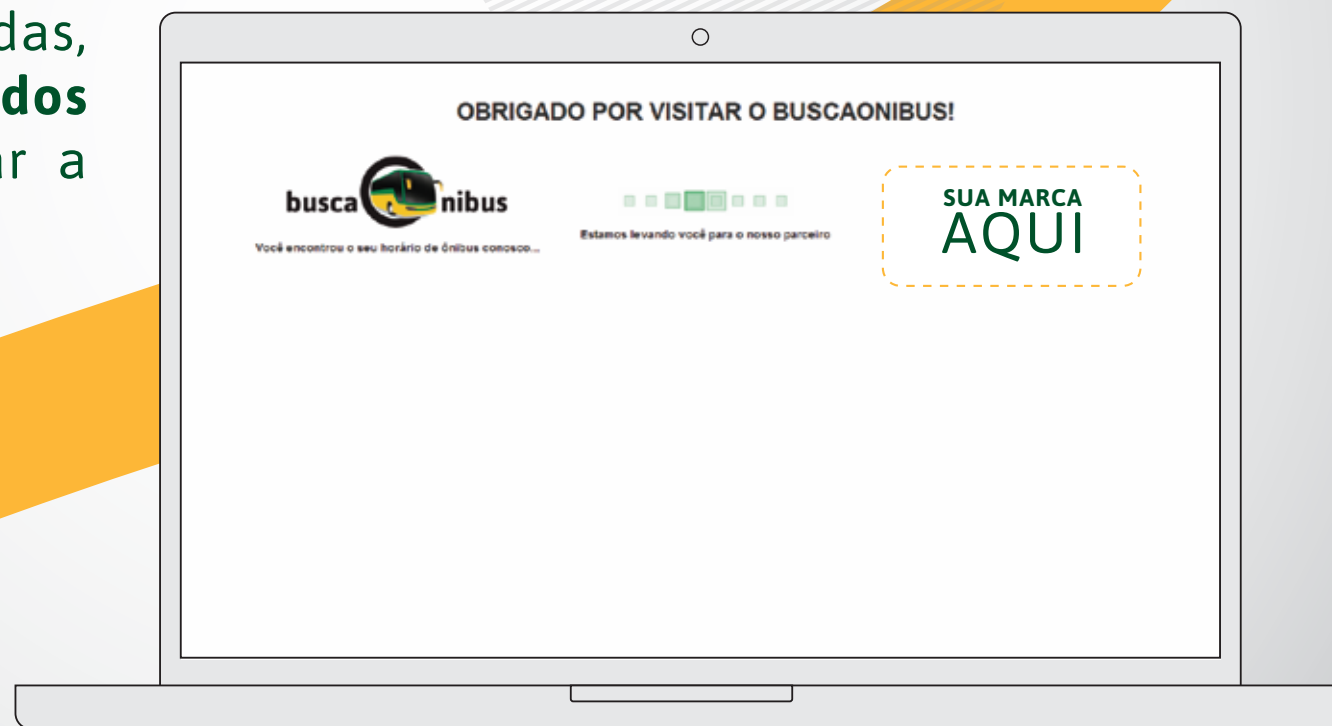 das,
dos
ar a
OBRIGADO POR VISITAR O BUSCAONIBUS!
busca nibus
Você encontrou o seu horário de ônibus conosco...
Estamos levando você para o nosso parceiro
SUA MARCA
AQUI